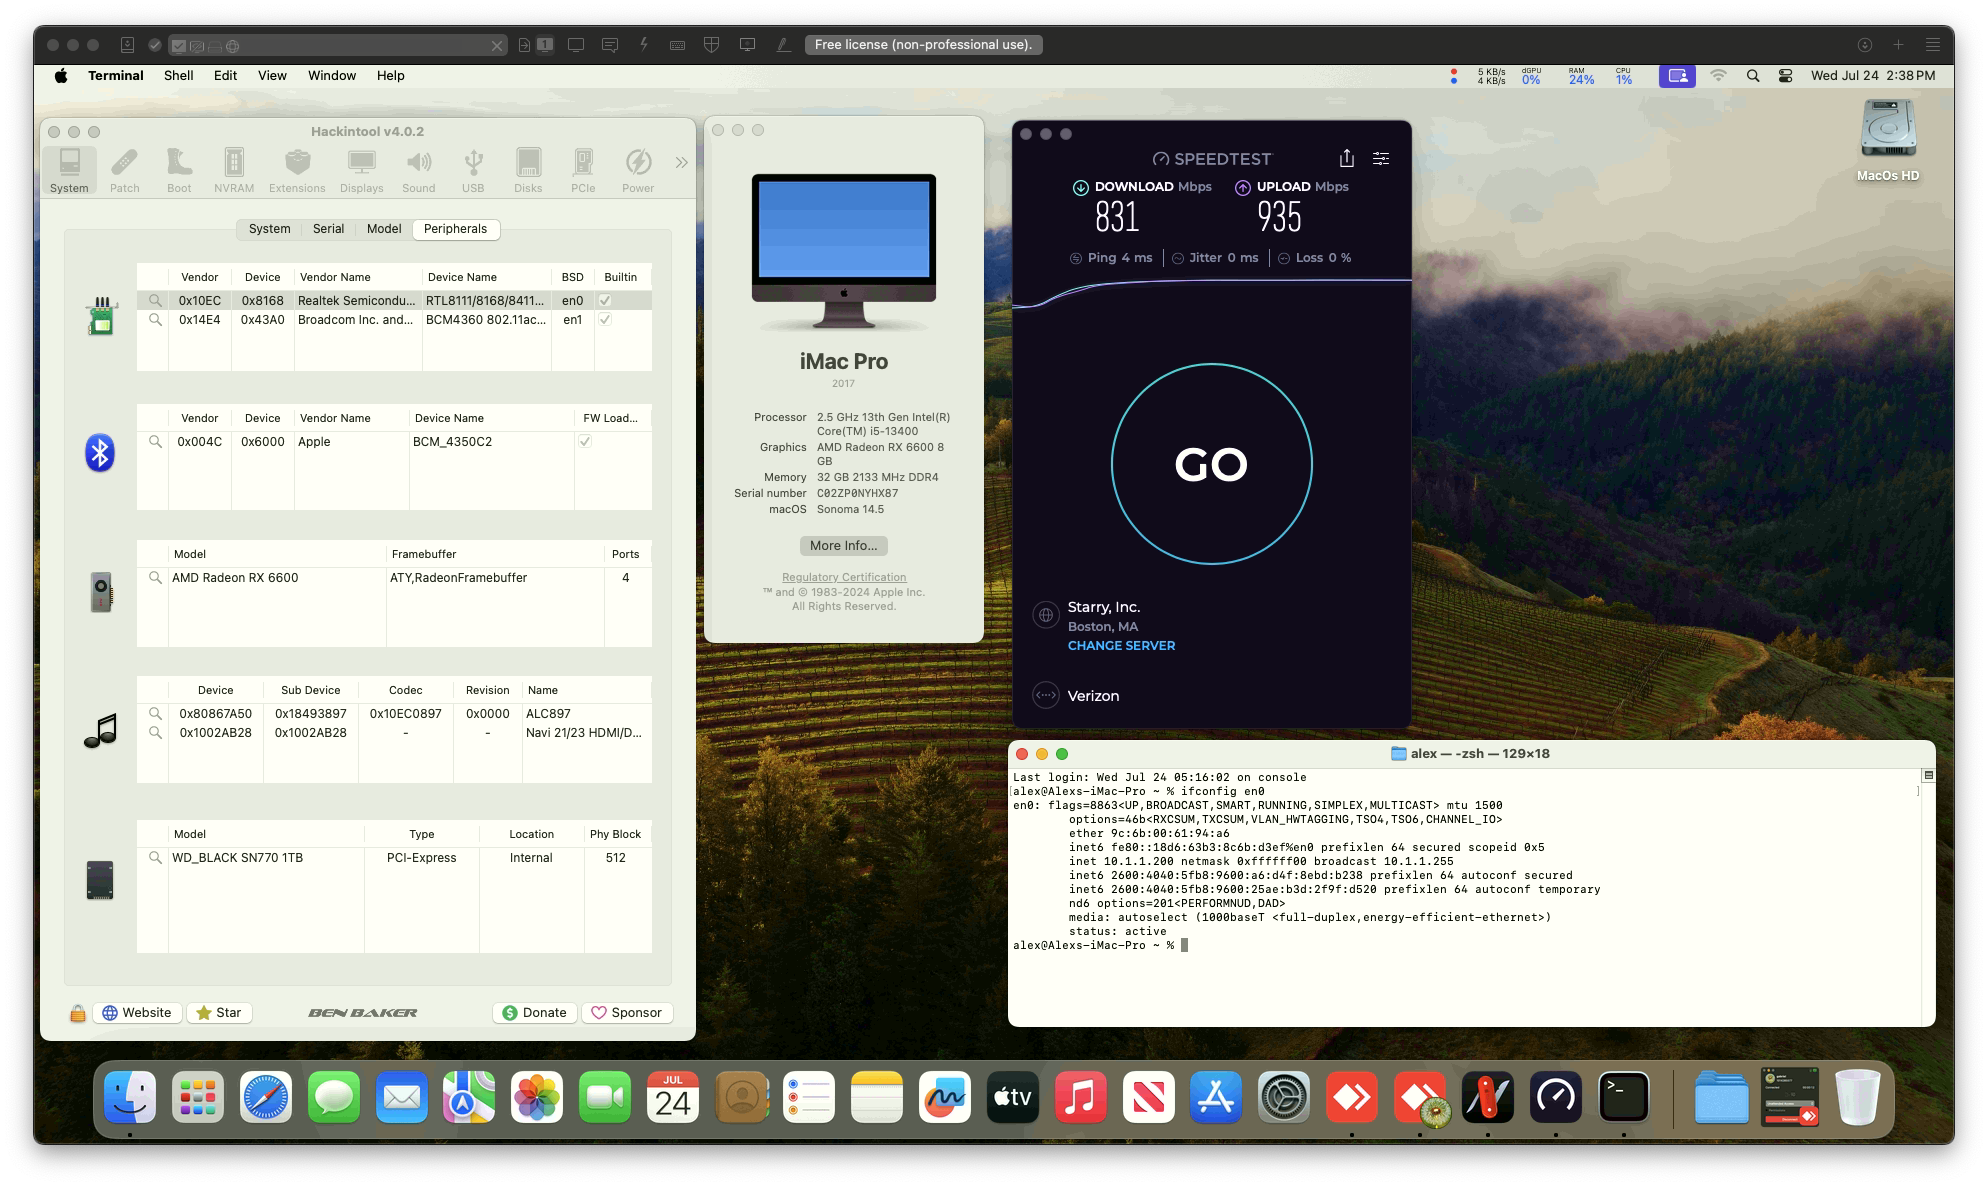 1
Free license (non-professional use).
Terminal Shell Edit View Window Help
5 KB/s
4 KB/s
dGPU
0%
RAM
24%
CPU
1%
Wed Jul 24 2:38 PM
MacOs HD
Hackintool v4.0.2
System Patch Boot NVRAM Extensions Displays Sound USB Disks PCIe Power
System Serial Model Peripherals
Vendor Device Vendor Name Device Name BSD Builtin
0x10EC 0x8168 Realtek Semicondu... RTL8111/8168/8411... en0
0x14E4 0x43A0 Broadcom Inc. and... BCM4360 802.11ac... en1
Vendor Device Vendor Name Device Name FW Load...
0x004C 0x6000 Apple BCM_4350C2
Model Framebuffer Ports
AMD Radeon RX 6600 ATY,RadeonFramebuffer 4
Device Sub Device Codec Revision Name
0x80867A50 0x18493897 0x10EC0897 0x0000 ALC897
0x1002AB28 0x1002AB28 - - Navi 21/23 HDMI/D...
Model Type Location Phy Block
WD_BLACK SN770 1TB PCI-Express Internal 512
Website Star BEN BAKER Donate Sponsor
iMac Pro
2017
Processor 2.5 GHz 13th Gen Intel(R)
Core(TM) i5-13400
Graphics AMD Radeon RX 6600 8
GB
Memory 32 GB 2133 MHz DDR4
Serial number C02ZP0NYHX87
macOS Sonoma 14.5
More Info...
Regulatory Certification
™ and © 1983-2024 Apple Inc.
All Rights Reserved.
SPEEDTEST
DOWNLOAD Mbps UPLOAD Mbps
831 935
Ping 4 ms Jitter 0 ms Loss 0 %
GO
Starry, Inc.
Boston, MA
CHANGE SERVER
Verizon
alex — -zsh — 129×18
Last login: Wed Jul 24 05:16:02 on console
[alex@Alexs-iMac-Pro ~ % ifconfig en0 ]
en0: flags=8863<UP,BROADCAST,SMART,RUNNING,SIMPLEX,MULTICAST> mtu 1500
options=46b<RXCSUM,TXCSUM,VLAN_HWTAGGING,TSO4,TSO6,CHANNEL_IO>
ether 9c:6b:00:61:94:a6
inet6 fe80::18d6:63b3:8c6b:d3ef%en0 prefixlen 64 secured scopeid 0x5
inet 10.1.1.200 netmask 0xffffff00 broadcast 10.1.1.255
inet6 2600:4040:5fb8:9600:a6:d4f:8ebd:b238 prefixlen 64 autoconf secured
inet6 2600:4040:5fb8:9600:25ae:b3d:2f9f:d520 prefixlen 64 autoconf temporary
nd6 options=201<PERFORMNUD,DAD>
media: autoselect (1000baseT <full-duplex,energy-efficient-ethernet>)
status: active
alex@Alexs-iMac-Pro ~ %
JUL
24
tv
>_